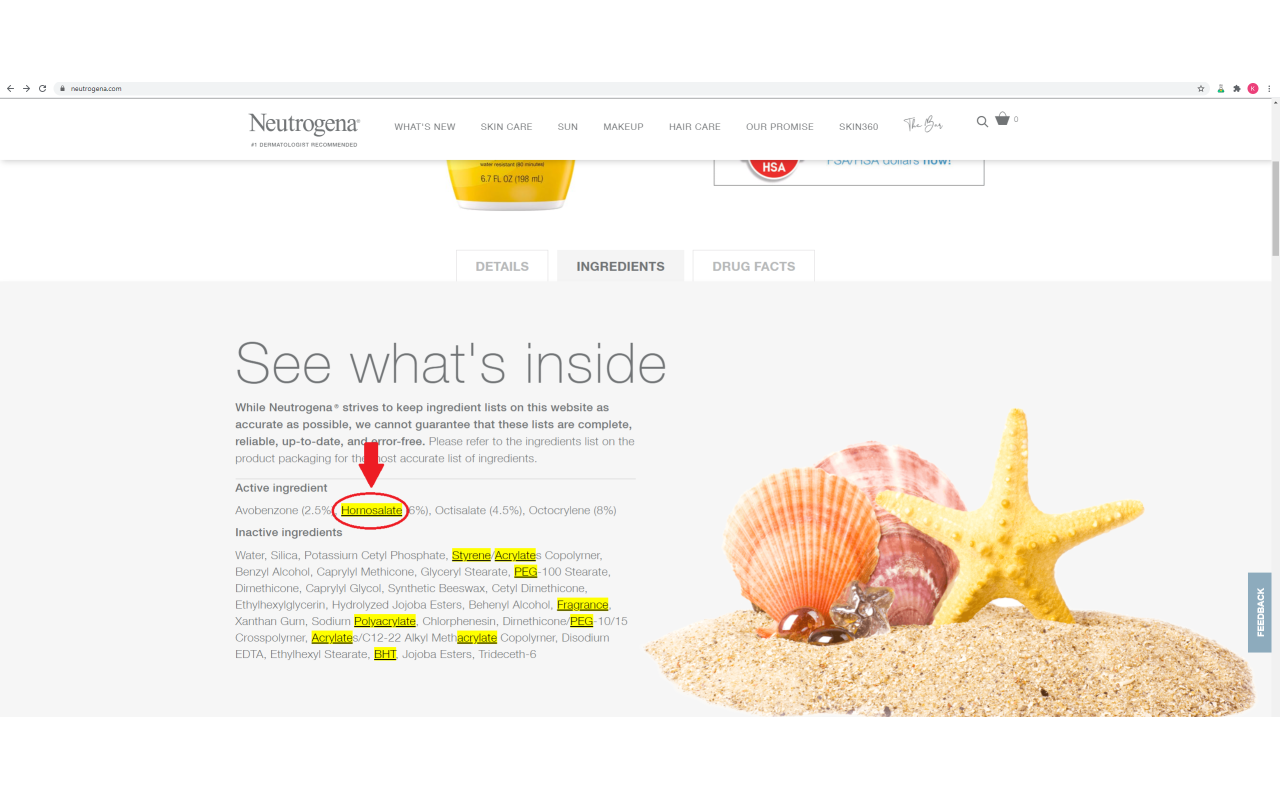 neutrogena.com
K
Neutrogena®
#1 DERMATOLOGIST RECOMMENDED
WHAT'S NEW
SKIN CARE
SUN
MAKEUP
HAIR CARE
OUR PROMISE
SKIN360
The Bar
0
water resistant (80 minutes)
6.7 FL OZ (198 mL)
HSA
FSA/HSA dollars now!
DETAILS
INGREDIENTS
DRUG FACTS
See what's inside
While Neutrogena® strives to keep ingredient lists on this website as
accurate as possible, we cannot guarantee that these lists are complete,
reliable, up-to-date, and error-free. Please refer to the ingredients list on the
product packaging for the most accurate list of ingredients.
Active ingredient
Avobenzone (2.5%), Homosalate (6%), Octisalate (4.5%), Octocrylene (8%)
Inactive ingredients
Water, Silica, Potassium Cetyl Phosphate, Styrene/Acrylates Copolymer,
Benzyl Alcohol, Caprylyl Methicone, Glyceryl Stearate, PEG-100 Stearate,
Dimethicone, Caprylyl Glycol, Synthetic Beeswax, Cetyl Dimethicone,
Ethylhexylglycerin, Hydrolyzed Jojoba Esters, Behenyl Alcohol, Fragrance,
Xanthan Gum, Sodium Polyacrylate, Chlorphenesin, Dimethicone/PEG-10/15
Crosspolymer, Acrylates/C12-22 Alkyl Methacrylate Copolymer, Disodium
EDTA, Ethylhexyl Stearate, BHT, Jojoba Esters, Trideceth-6
FEEDBACK